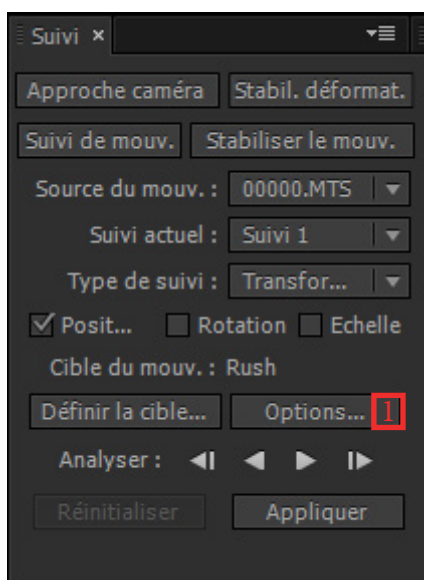 Suivi ×
Approche caméra Stabil. déformat.
Suivi de mouv. Stabiliser le mouv.
Source du mouv. : 00000.MTS
Suivi actuel : Suivi 1
Type de suivi : Transfor...
Posit... Rotation Echelle
Cible du mouv. : Rush
Définir la cible... Options... 1
Analyser :
Réinitialiser Appliquer